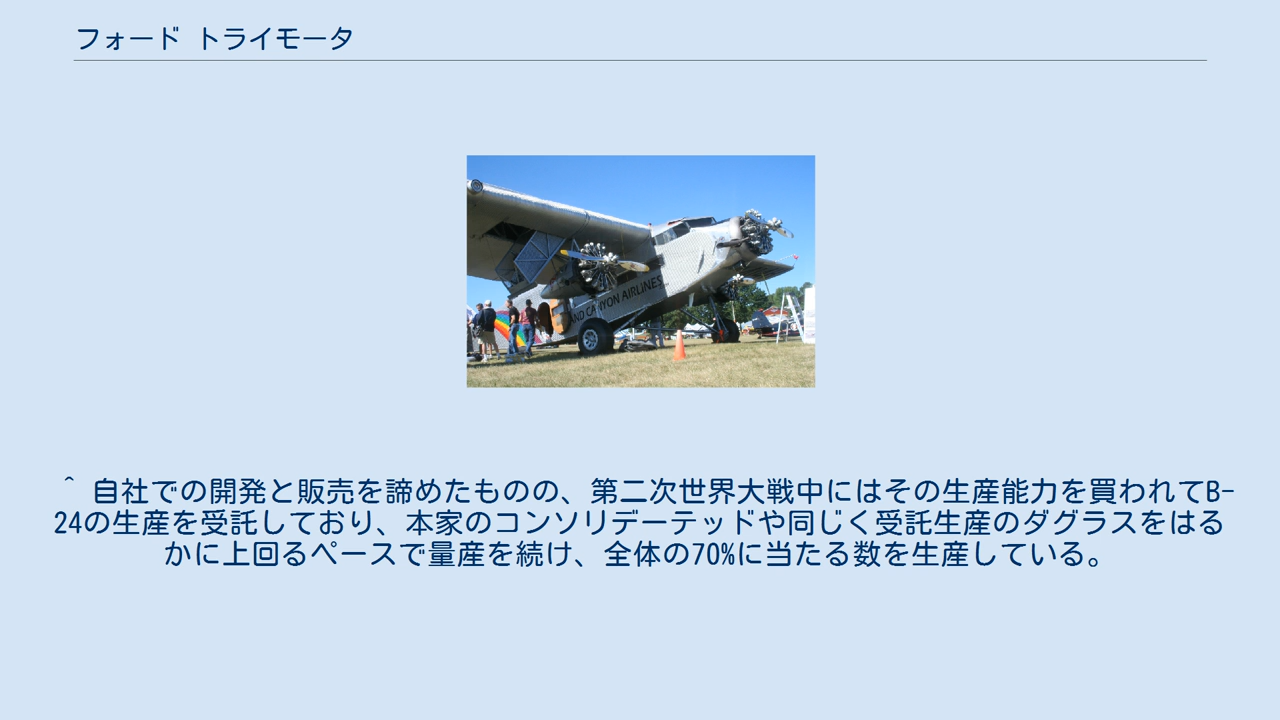 フォード トライモータ
ND CANYON AIRLINES
^ 自社での開発と販売を諦めたものの、第二次世界大戦中にはその生産能力を買われてB-
24の生産を受託しており、本家のコンソリデーテッドや同じく受託生産のダグラスをはる
かに上回るペースで量産を続け、全体の70%に当たる数を生産している。